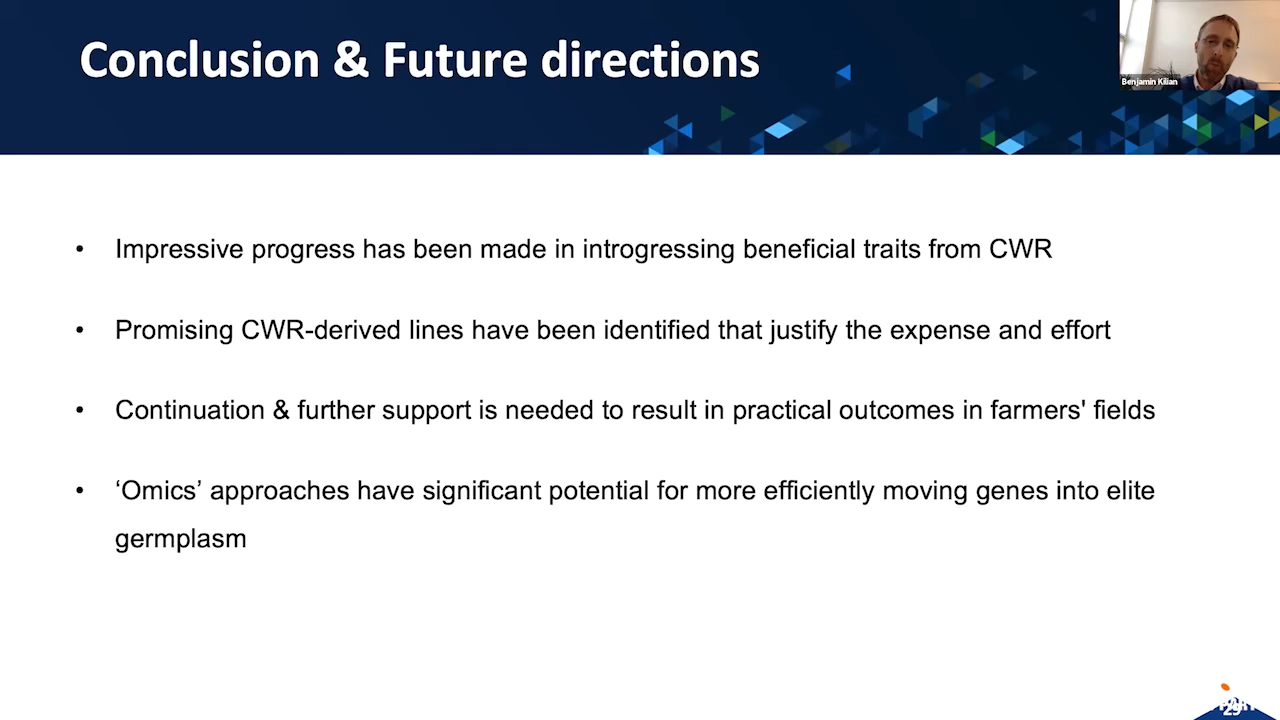 Conclusion & Future directions
Benjamin Kilian
• Impressive progress has been made in introgressing beneficial traits from CWR
• Promising CWR-derived lines have been identified that justify the expense and effort
• Continuation & further support is needed to result in practical outcomes in farmers' fields
• ‘Omics’ approaches have significant potential for more efficiently moving genes into elite
germplasm